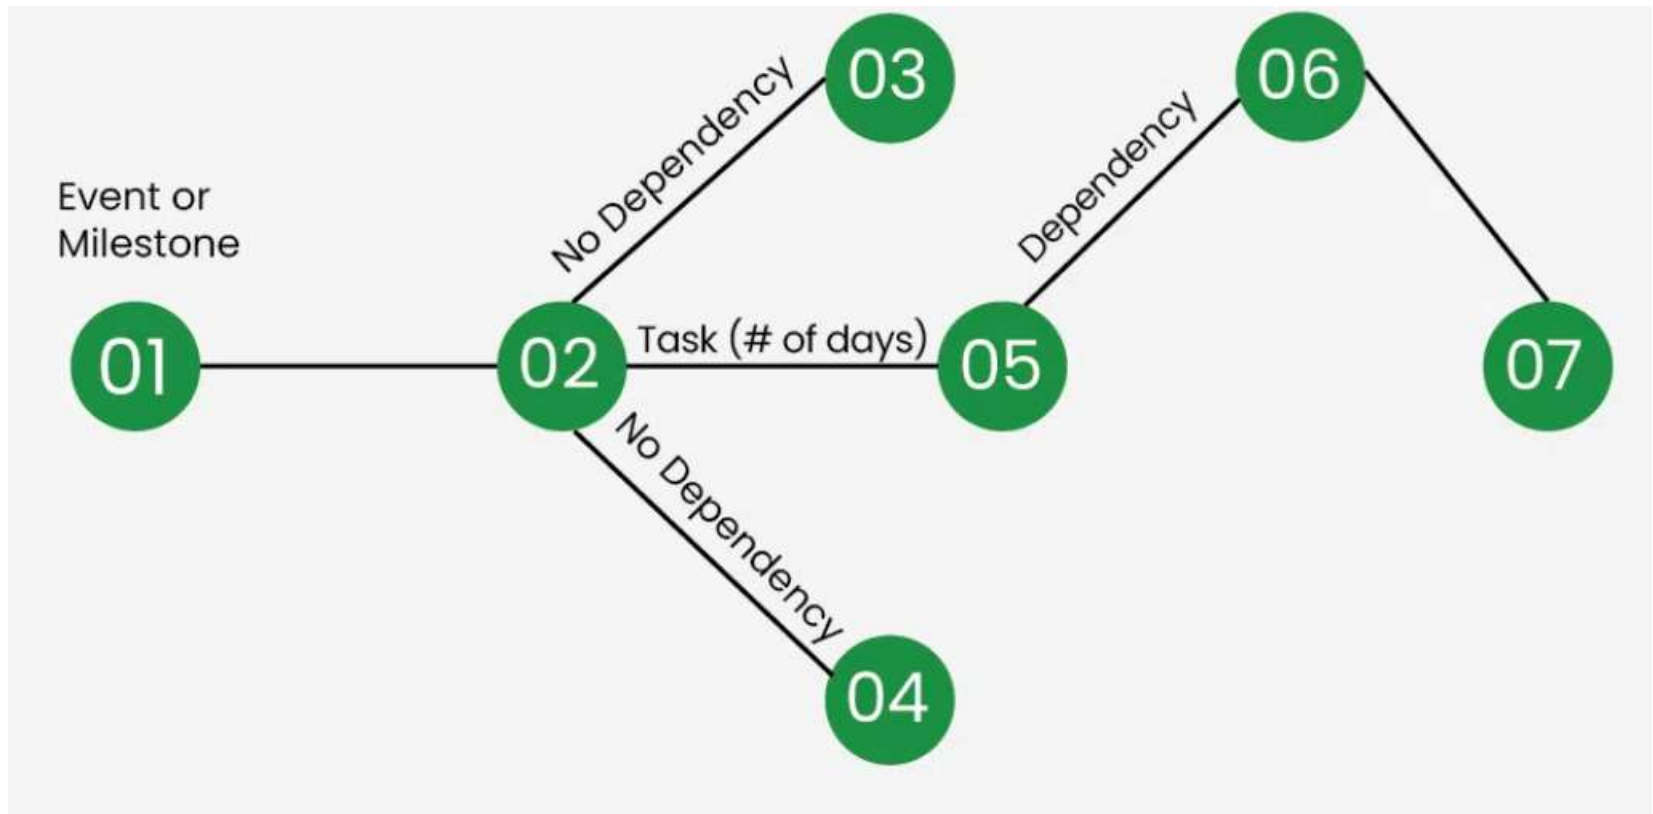 03
06
No Dependency
Dependency
Event or
Milestone
01
02
Task (# of days)
05
07
No Dependency
04